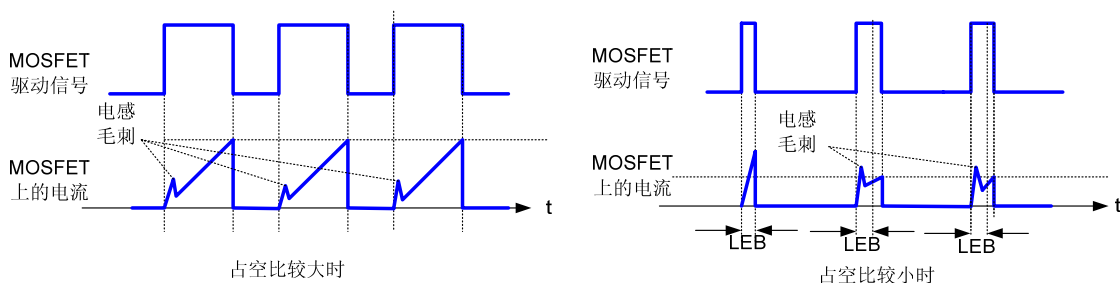 MOSFET
驱动信号
电感
毛刺
MOSFET
上的电流
t
占空比较大时
MOSFET
驱动信号
电感
毛刺
MOSFET
上的电流
t
LEB
LEB
LEB
占空比较小时